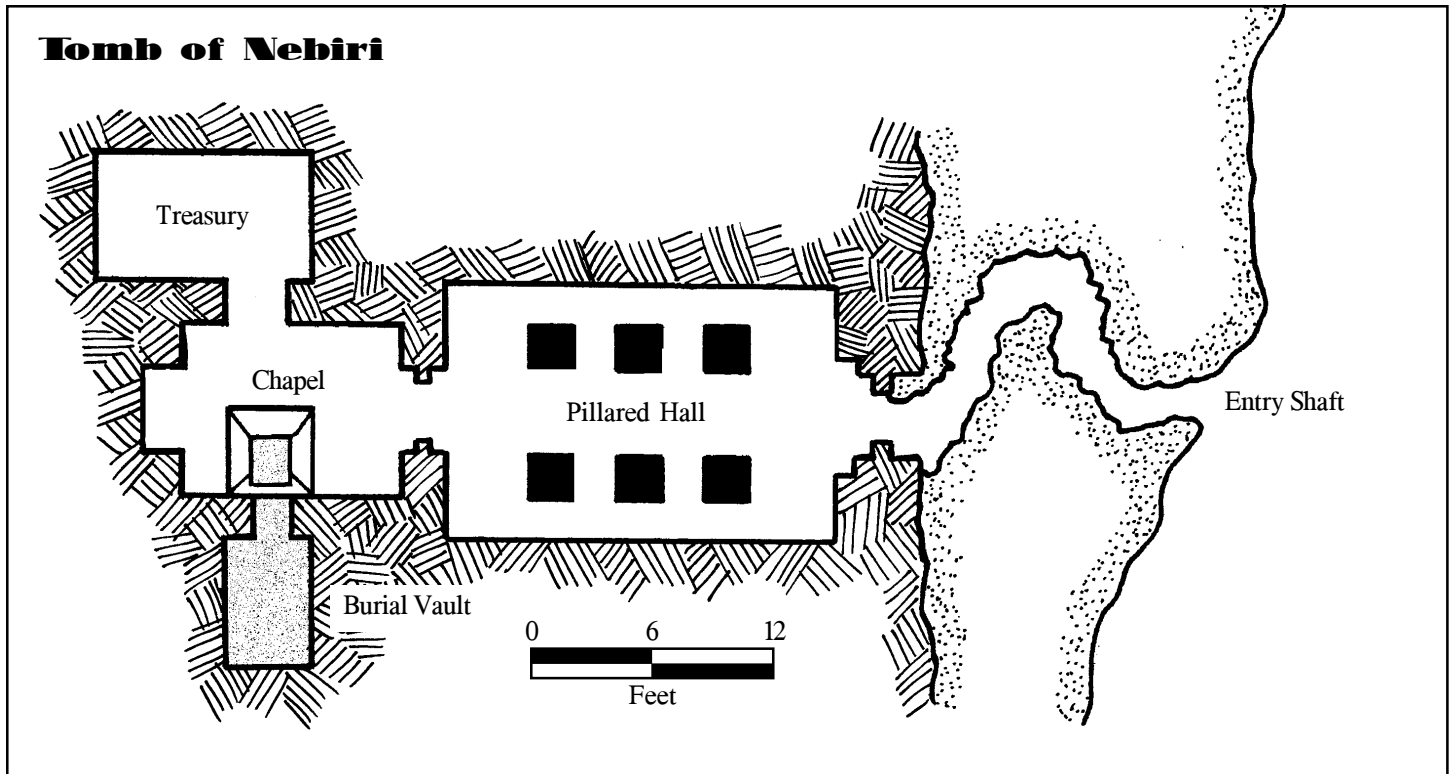 Tomb of Nebiri
Treasury
Chapel
Pillared Hall
Entry Shaft
Burial Vault
0 6 12
Feet